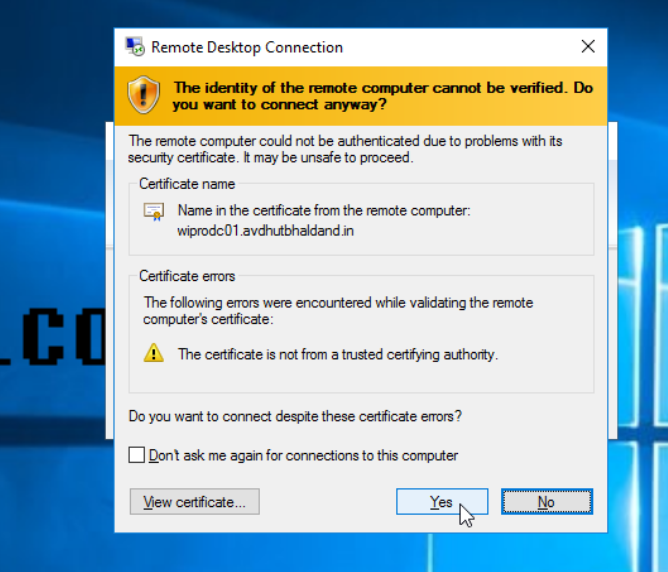 Remote Desktop Connection
The identity of the remote computer cannot be verified. Do
you want to connect anyway?
The remote computer could not be authenticated due to problems with its
security certificate. It may be unsafe to proceed.
Certificate name
Name in the certificate from the remote computer:
wiprodc01.avdhutbhaldand.in
Certificate errors
The following errors were encountered while validating the remote
computer's certificate:
The certificate is not from a trusted certifying authority.
Do you want to connect despite these certificate errors?
Don't ask me again for connections to this computer
View certificate...
Yes
No